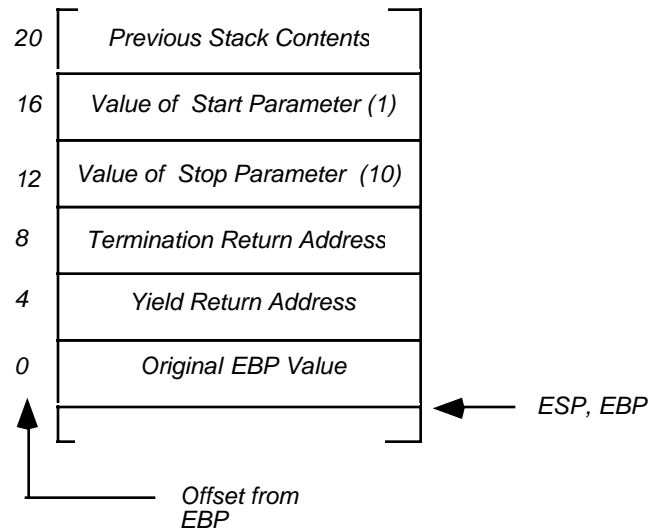 20 Previous Stack Contents
16 Value of Start Parameter (1)
12 Value of Stop Parameter (10)
8 Termination Return Address
4 Yield Return Address
0 Original EBP Value
ESP, EBP
Offset from
EBP